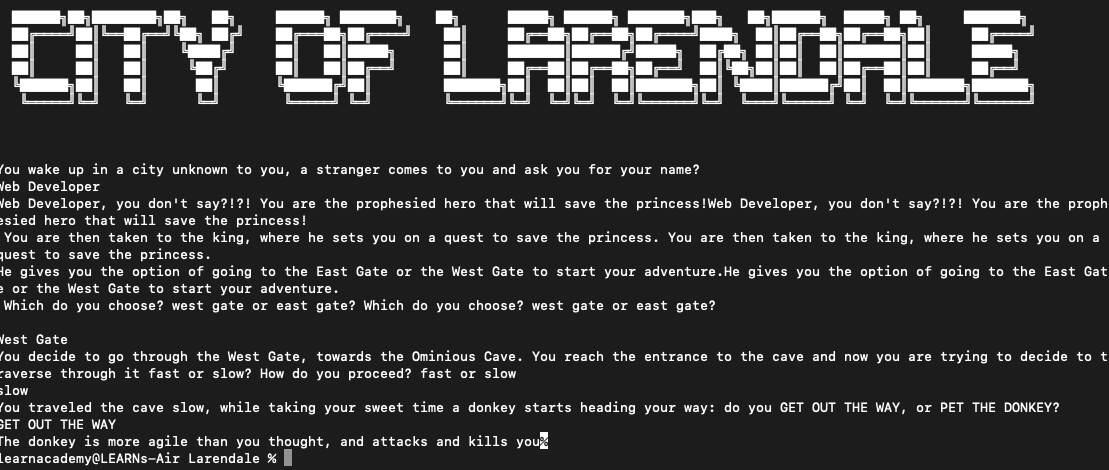 CITY OF LARENDALE
You wake up in a city unknown to you, a stranger comes to you and ask you for your name?
Web Developer
Web Developer, you don't say?!?! You are the prophesied hero that will save the princess!Web Developer, you don't say?!?! You are the proph
esied hero that will save the princess!
You are then taken to the king, where he sets you on a quest to save the princess. You are then taken to the king, where he sets you on a
quest to save the princess.
He gives you the option of going to the East Gate or the West Gate to start your adventure.He gives you the option of going to the East Gat
e or the West Gate to start your adventure.
Which do you choose? west gate or east gate? Which do you choose? west gate or east gate?
West Gate
You decide to go through the West Gate, towards the Ominious Cave. You reach the entrance to the cave and now you are trying to decide to t
raverse through it fast or slow? How do you proceed? fast or slow
slow
You traveled the cave slow, while taking your sweet time a donkey starts heading your way: do you GET OUT THE WAY, or PET THE DONKEY?
GET OUT THE WAY
The donkey is more agile than you thought, and attacks and kills you%
learnacademy@LEARNs-Air Larendale %